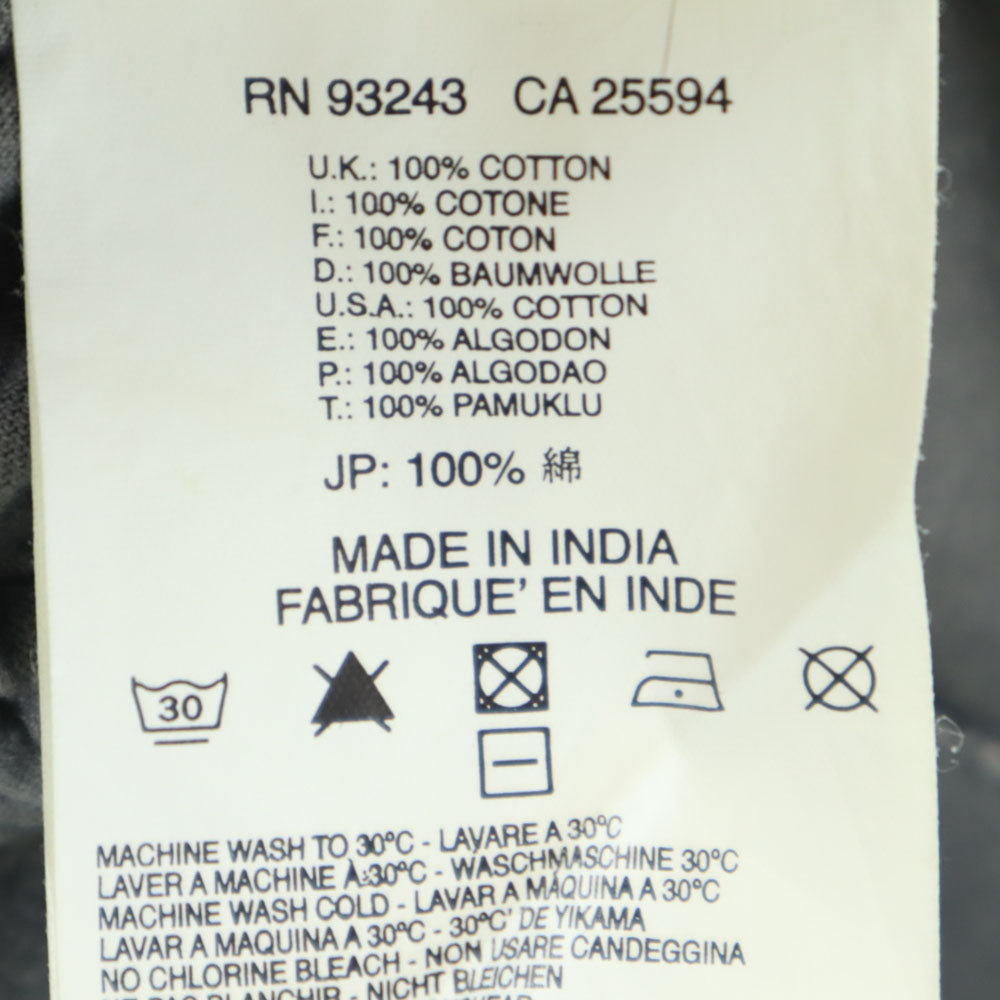 RN 93243 CA 25594
U.K.: 100% COTTON
I.: 100% COTONE
F.: 100% COTON
D.: 100% BAUMWOLLE
U.S.A.: 100% COTTON
E.: 100% ALGODON
P.: 100% ALGODAO
T.: 100% PAMUKLU
JP: 100% 綿
MADE IN INDIA
FABRIQUE' EN INDE
30
MACHINE WASH TO 30°C - LAVARE A 30°C
LAVER A MACHINE À 30°C - WASCHMASCHINE 30°C
MACHINE WASH COLD - LAVAR A MÁQUINA A 30°C
LAVAR A MAQUINA A 30°C - 30°C' DE YIKAMA
NO CHLORINE BLEACH - NON USARE CANDEGGINA
NE PAS BLANCHIR - NICHT BLEICHEN